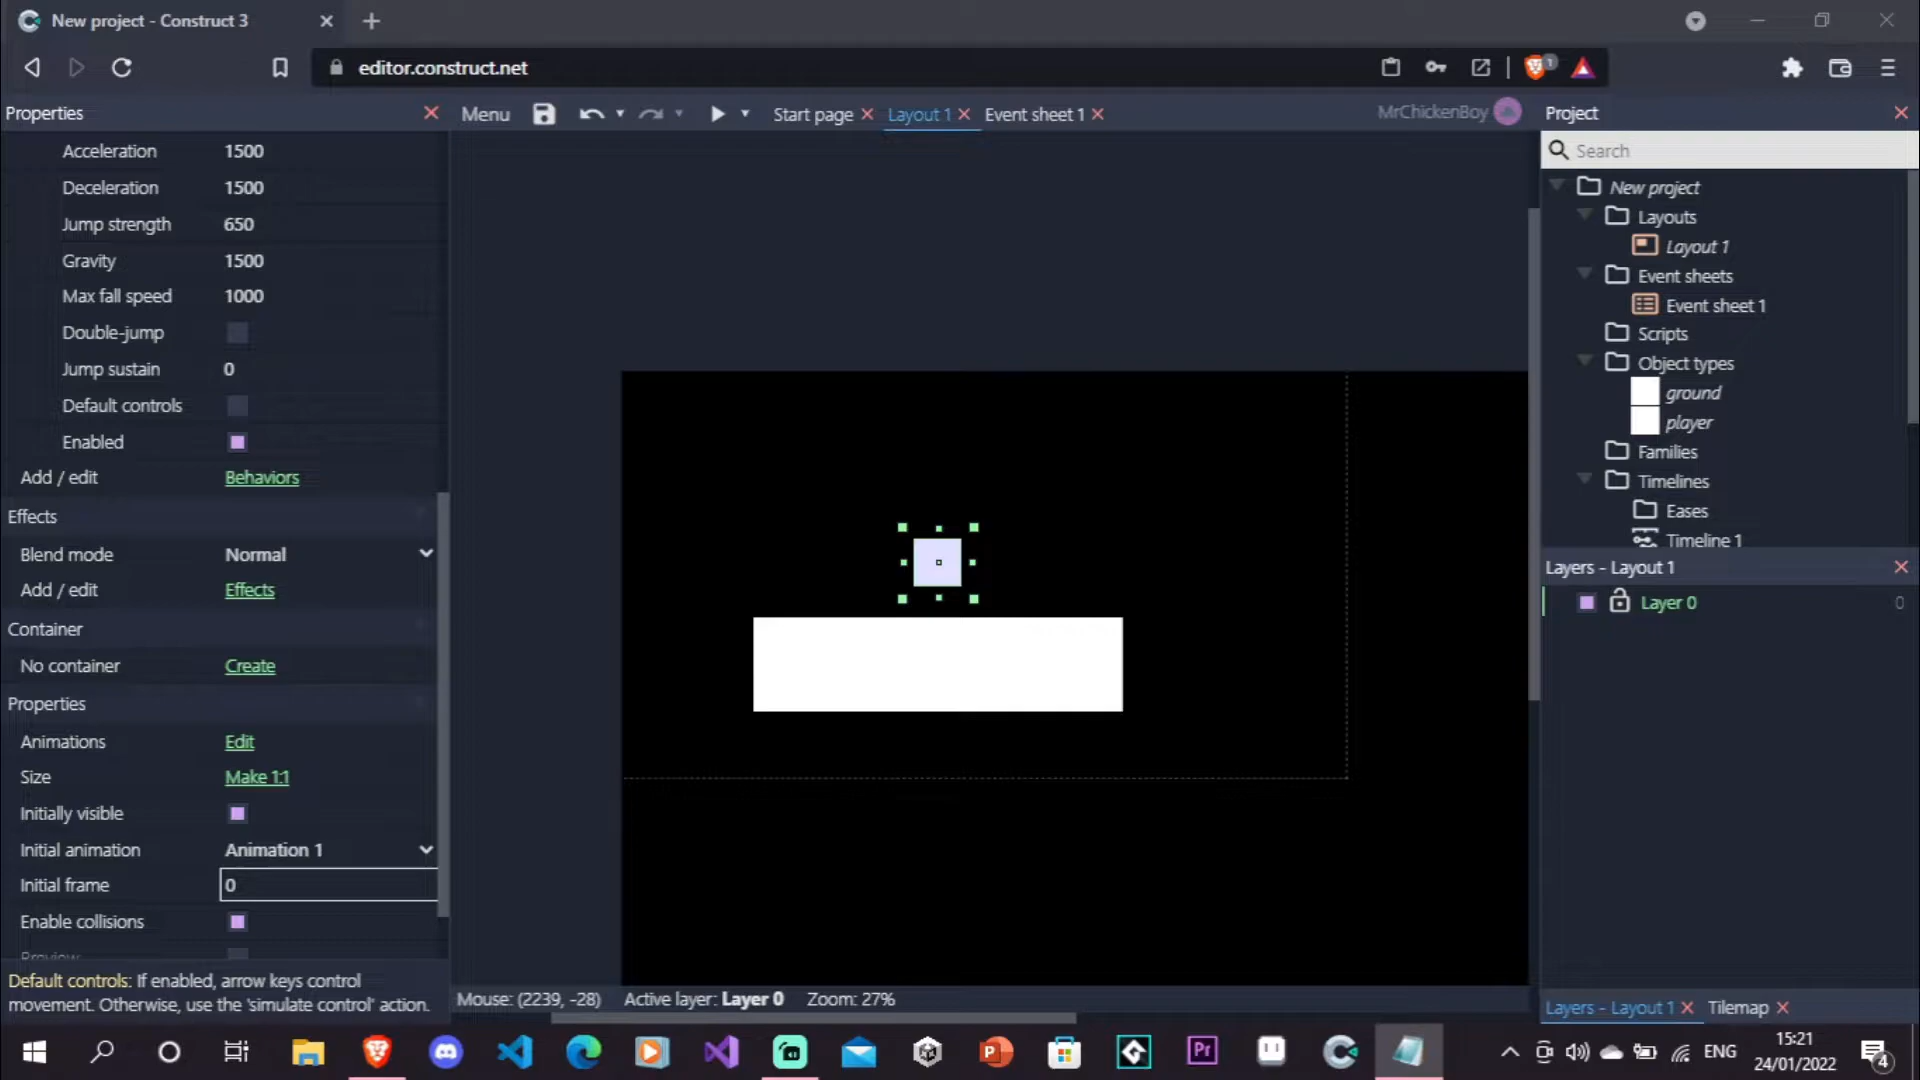 New project - Construct 3
editor.construct.net
1
Properties
Menu
Start page
Layout 1
Event sheet 1
MrChickenBoy
Project
Acceleration 1500
Deceleration 1500
Jump strength 650
Gravity 1500
Max fall speed 1000
Double-jump
Jump sustain 0
Default controls
Enabled
Add / edit Behaviors
Effects
Blend mode Normal
Add / edit Effects
Container
No container Create
Properties
Animations Edit
Size Make 1:1
Initially visible
Initial animation Animation 1
Initial frame 0
Enable collisions
Preview
Default controls: If enabled, arrow keys control
movement. Otherwise, use the 'simulate control' action.
Mouse: (2239, -28) Active layer: Layer 0 Zoom: 27%
Search
New project
Layouts
Layout 1
Event sheets
Event sheet 1
Scripts
Object types
ground
player
Families
Timelines
Eases
Timeline 1
Layers - Layout 1
Layer 0 0
Layers - Layout 1 Tilemap
P
Pr
ENG
15:21
24/01/2022
4